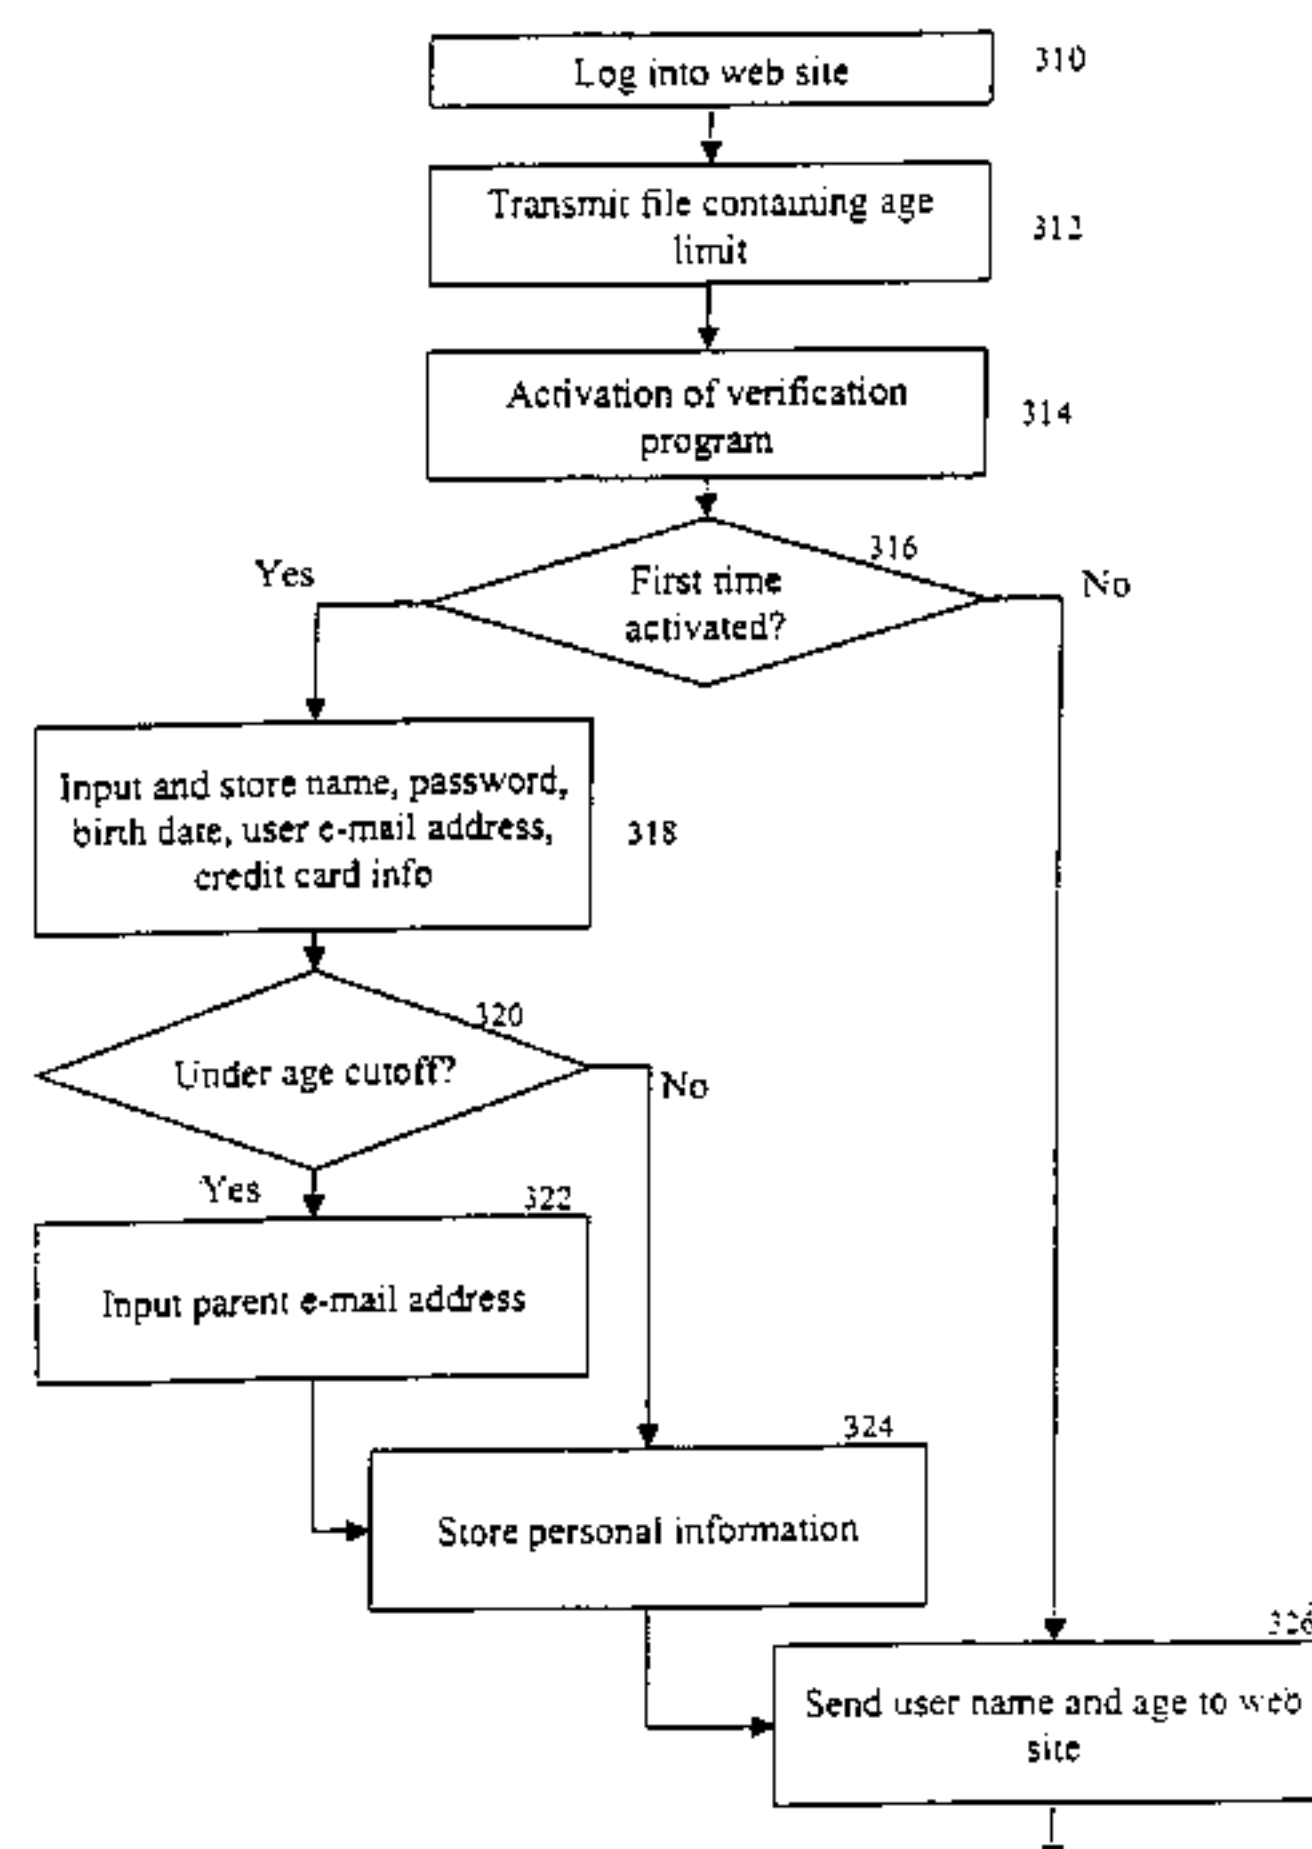 Log into web site
310
Transmit file containing age
limit
312
Activation of verification
program
314
316
First time
activated?
Yes
No
Input and store name, password,
birth date, user e-mail address,
credit card info
318
320
Under age cutoff?
No
Yes
322
Input parent e-mail address
324
Store personal information
326
Send user name and age to web
site